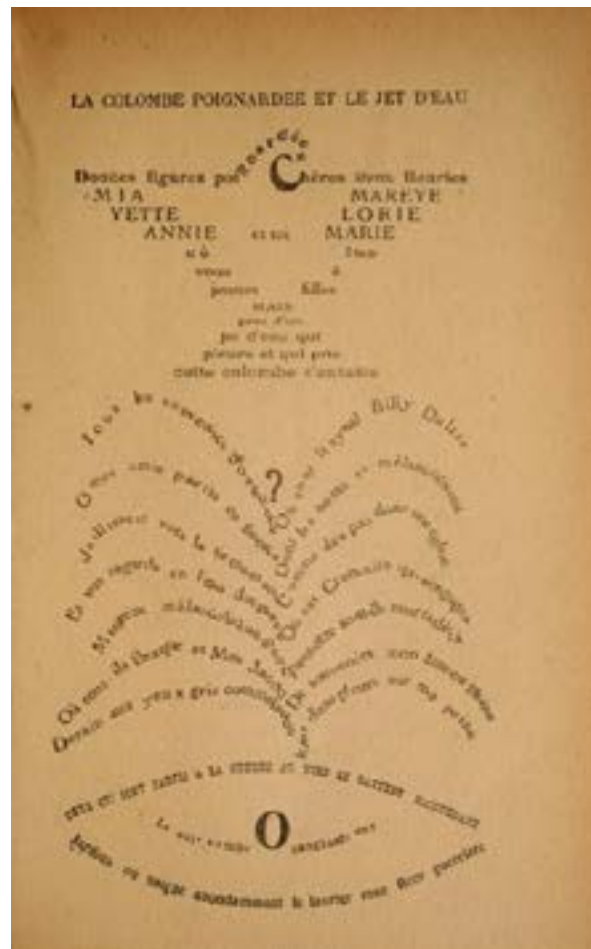 LA COLOMBE POIGNARDÉE ET LE JET D'EAU
Douces figures poignardées Chères lèvres fleuries
MIA MAREYE
YETTE LORIE
ANNIE et toi MARIE
où êtes
vous ô
jeunes filles
MAIS
près d'un
jet d'eau qui
pleure et qui prie
cette colombe s'extasie
?
Tous les souvenirs de naguère
O mes amis partis en guerre
Jaillissent vers le firmament
Et vos regards en l'eau dormant
Meurent mélancoliquement
Où sont-ils Braque et Max Jacob
Derain aux yeux gris comme l'aube
Où sont Raynal Billy Dalize
Dont les noms se mélancolisent
Comme des pas dans une église
Où est Cremnitz qui s'engagea
Peut-être sont-ils morts déjà
De souvenirs mon âme est pleine
Le jet d'eau pleure sur ma peine
CEUX QUI SONT PARTIS A LA GUERRE AU NORD SE BATTENT MAINTENANT
Le soir tombe O sanglante mer
Jardins où saigne abondamment le laurier rose fleur guerrière